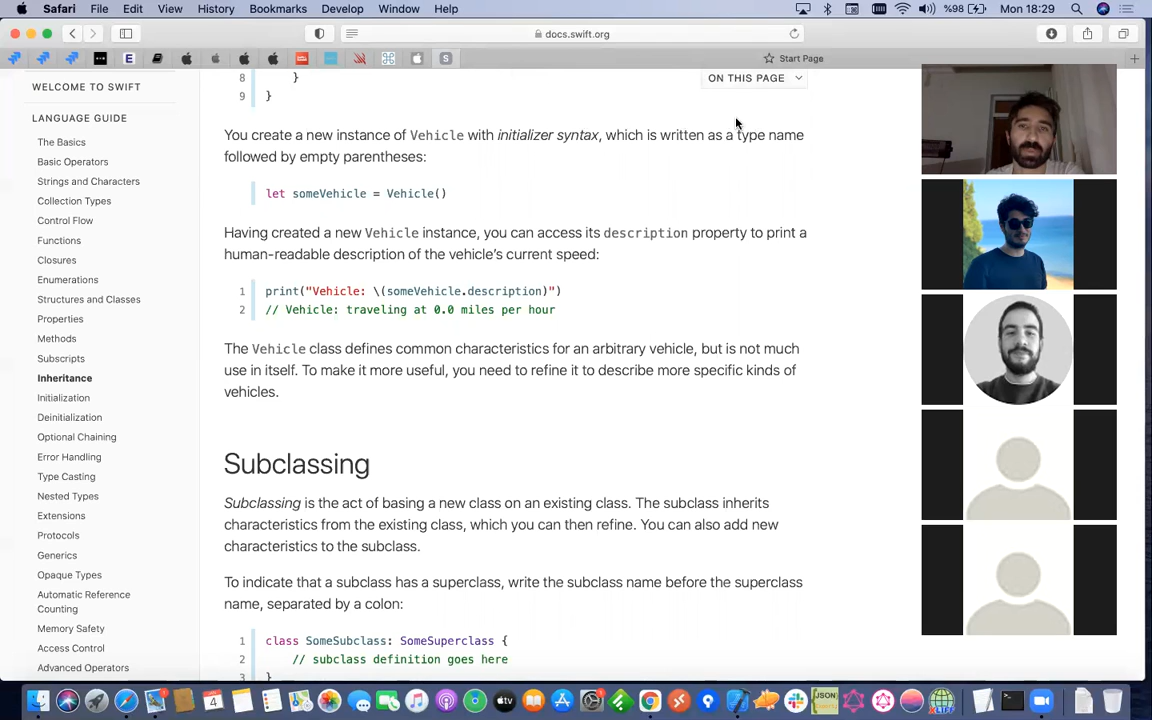 Safari File Edit View History Bookmarks Develop Window Help %98 Mon 18:29
docs.swift.org
E S Start Page
WELCOME TO SWIFT
LANGUAGE GUIDE
The Basics
Basic Operators
Strings and Characters
Collection Types
Control Flow
Functions
Closures
Enumerations
Structures and Classes
Properties
Methods
Subscripts
Inheritance
Initialization
Deinitialization
Optional Chaining
Error Handling
Type Casting
Nested Types
Extensions
Protocols
Generics
Opaque Types
Automatic Reference
Counting
Memory Safety
Access Control
Advanced Operators
ON THIS PAGE
8 }
9 }
You create a new instance of Vehicle with initializer syntax, which is written as a type name
followed by empty parentheses:
let someVehicle = Vehicle()
Having created a new Vehicle instance, you can access its description property to print a
human-readable description of the vehicle’s current speed:
1 print("Vehicle: \(someVehicle.description)")
2 // Vehicle: traveling at 0.0 miles per hour
The Vehicle class defines common characteristics for an arbitrary vehicle, but is not much
use in itself. To make it more useful, you need to refine it to describe more specific kinds of
vehicles.
Subclassing
Subclassing is the act of basing a new class on an existing class. The subclass inherits
characteristics from the existing class, which you can then refine. You can also add new
characteristics to the subclass.
To indicate that a subclass has a superclass, write the subclass name before the superclass
name, separated by a colon:
1 class SomeSubclass: SomeSuperclass {
2 // subclass definition goes here
3 }
4
JSON
XLIFF